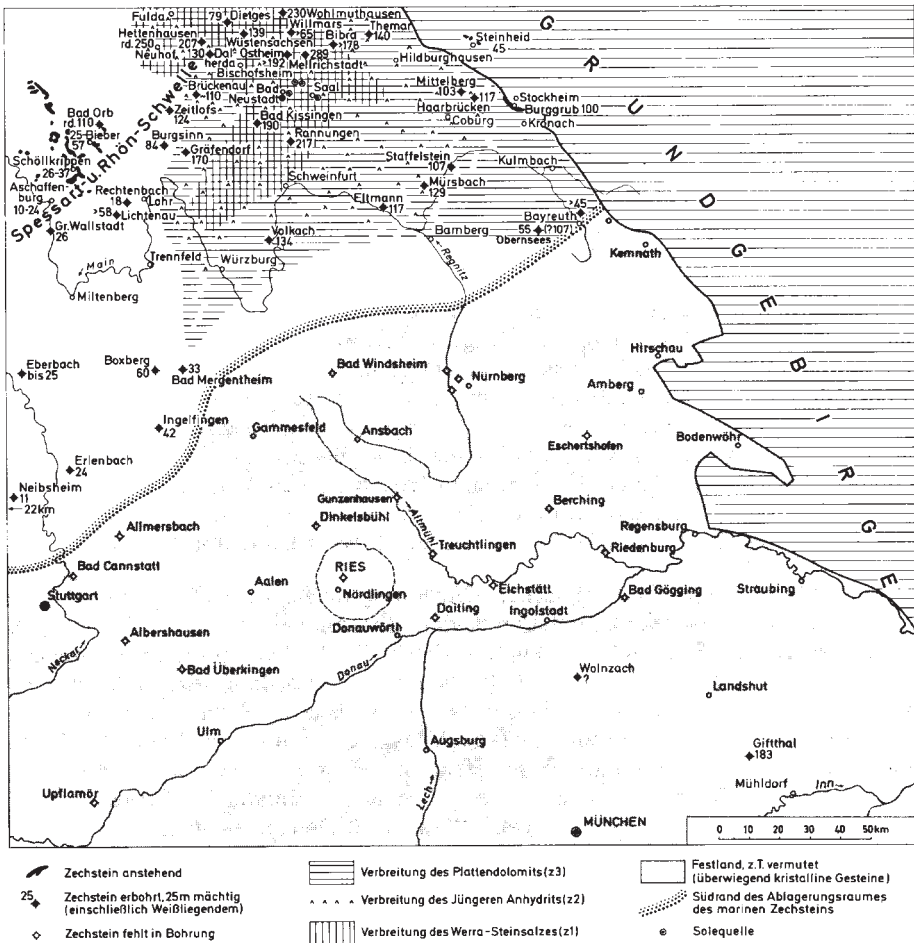 Fulda
79
Dietges
230 Wohlmuthausen
Hettenhausen
139
Willmars
>65
Themar
140
rd.250
207
Wüstensachsen
Bibra
>178
Neuhof
130
Dal-
herda
Ostheim
>192
289
Mellrichstadt
Bischofsheim
Brückenau
~110
Bad
Neustadt
Saal
Zeitlofs
124
Bad Kissingen
190
Rannungen
217
Burgsinn
84
Gräfendorf
170
Schweinfurt
Steinheid
45
Hildburghausen
Mittelberg
103
>117
Stockheim
Burggrub 100
Haarbrücken
Coburg
Kronach
Staffelstein
107
Kulmbach
Mürsbach
129
Eltmann
117
>45
Bayreuth
55 (?107)
Obernsees
Bamberg
Regnitz
Kemnath
GRUNDGEBIRGE
Spessart-u.Rhön-Schwelle
Bad Orb
rd.110
25-Bieber
57
Schöllkrippen
26-37
Aschaffen-
burg
10-24
Rechtenbach
18
Lohr
>58
Lichtenau
Gr.Wallstadt
26
Volkach
134
Trennfeld
Würzburg
Main
Miltenberg
Eberbach
bis 25
Boxberg
60
33
Bad Mergentheim
Bad Windsheim
Nürnberg
Hirschau
Amberg
Ingelfingen
42
Gammesfeld
Ansbach
Eschertshofen
Bodenwöhr
Erlenbach
24
Neibsheim
11
22km
Gunzenhausen
Dinkelsbühl
Altmühl
Berching
Allmersbach
Treuchtlingen
Regensburg
Riedenburg
Bad Cannstatt
RIES
Nördlingen
Aalen
Eichstätt
Bad Gögging
Straubing
Stuttgart
Daiting
Ingolstadt
Albershausen
Donauwörth
Neckar
Bad Überkingen
Donau
Wolnzach
?
Landshut
Ulm
Augsburg
Giftthal
183
Upflamör
Lech
Mühldorf
Inn
MÜNCHEN
0 10 20 30 40 50km
Zechstein anstehend
25
Zechstein erbohrt, 25m mächtig
(einschließlich Weißliegendem)
Zechstein fehlt in Bohrung
Verbreitung des Plattendolomits(z3)
Verbreitung des Jüngeren Anhydrits(z2)
Verbreitung des Werra-Steinsalzes(z1)
Festland, z.T. vermutet
(überwiegend kristalline Gesteine)
Südrand des Ablagerungsraumes
des marinen Zechsteins
Solequelle